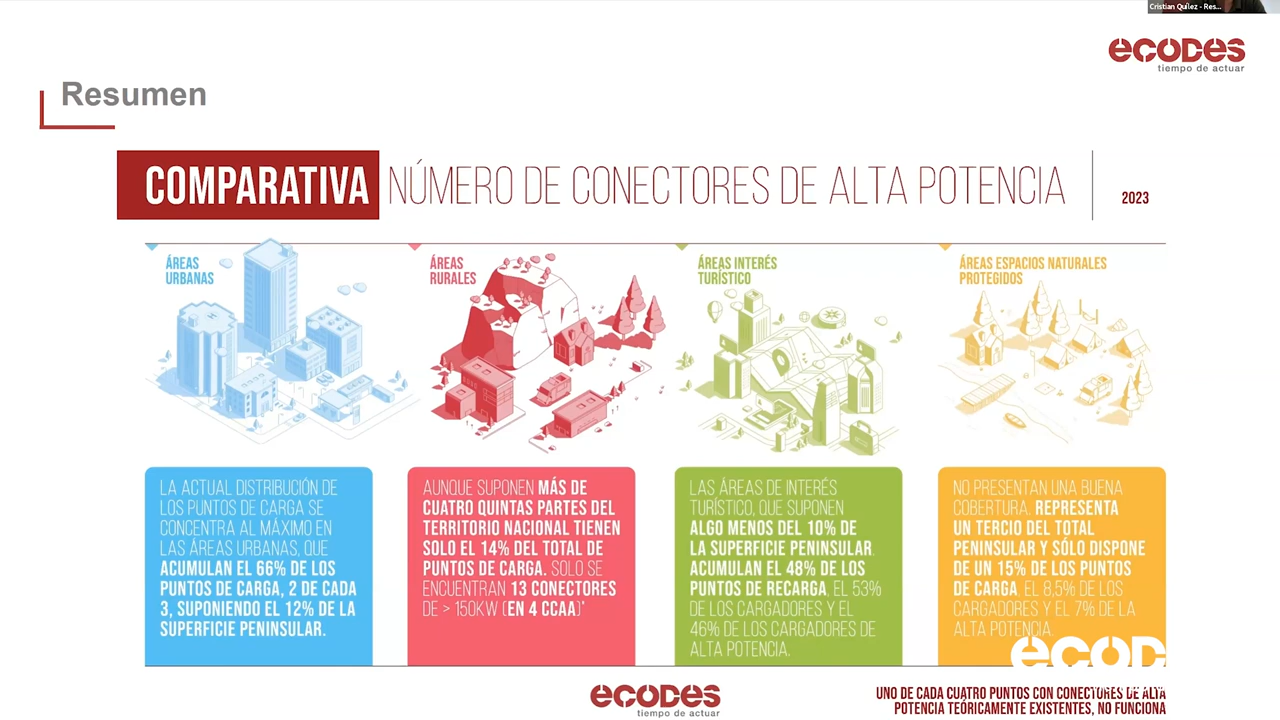 Cristian Quílez - Res...
ecodes
tiempo de actuar
Resumen
COMPARATIVA NÚMERO DE CONECTORES DE ALTA POTENCIA
2023
ÁREAS
URBANAS
ÁREAS
RURALES
ÁREAS INTERÉS
TURÍSTICO
ÁREAS ESPACIOS NATURALES
PROTEGIDOS
LA ACTUAL DISTRIBUCIÓN DE
LOS PUNTOS DE CARGA SE
CONCENTRA AL MÁXIMO EN
LAS ÁREAS URBANAS, QUE
ACUMULAN EL 66% DE LOS
PUNTOS DE CARGA, 2 DE CADA
3, SUPONIENDO EL 12% DE LA
SUPERFICIE PENINSULAR.
AUNQUE SUPONEN MÁS DE
CUATRO QUINTAS PARTES DEL
TERRITORIO NACIONAL TIENEN
SOLO EL 14% DEL TOTAL DE
PUNTOS DE CARGA. SOLO SE
ENCUENTRAN 13 CONECTORES
DE > 150KW (EN 4 CCAA)*
LAS ÁREAS DE INTERÉS
TURÍSTICO, QUE SUPONEN
ALGO MENOS DEL 10% DE
LA SUPERFICIE PENINSULAR.
ACUMULAN EL 48% DE LOS
PUNTOS DE RECARGA, EL 53%
DE LOS CARGADORES Y EL
46% DE LOS CARGADORES DE
ALTA POTENCIA.
NO PRESENTAN UNA BUENA
COBERTURA. REPRESENTA
UN TERCIO DEL TOTAL
PENINSULAR Y SÓLO DISPONE
DE UN 15% DE LOS PUNTOS
DE CARGA. EL 8,5% DE LOS
CARGADORES Y EL 7% DE LA
ALTA POTENCIA.
ecod
ecodes
tiempo de actuar
UNO DE CADA CUATRO PUNTOS CON CONECTORES DE ALTA
POTENCIA TEÓRICAMENTE EXISTENTES, NO FUNCIONA